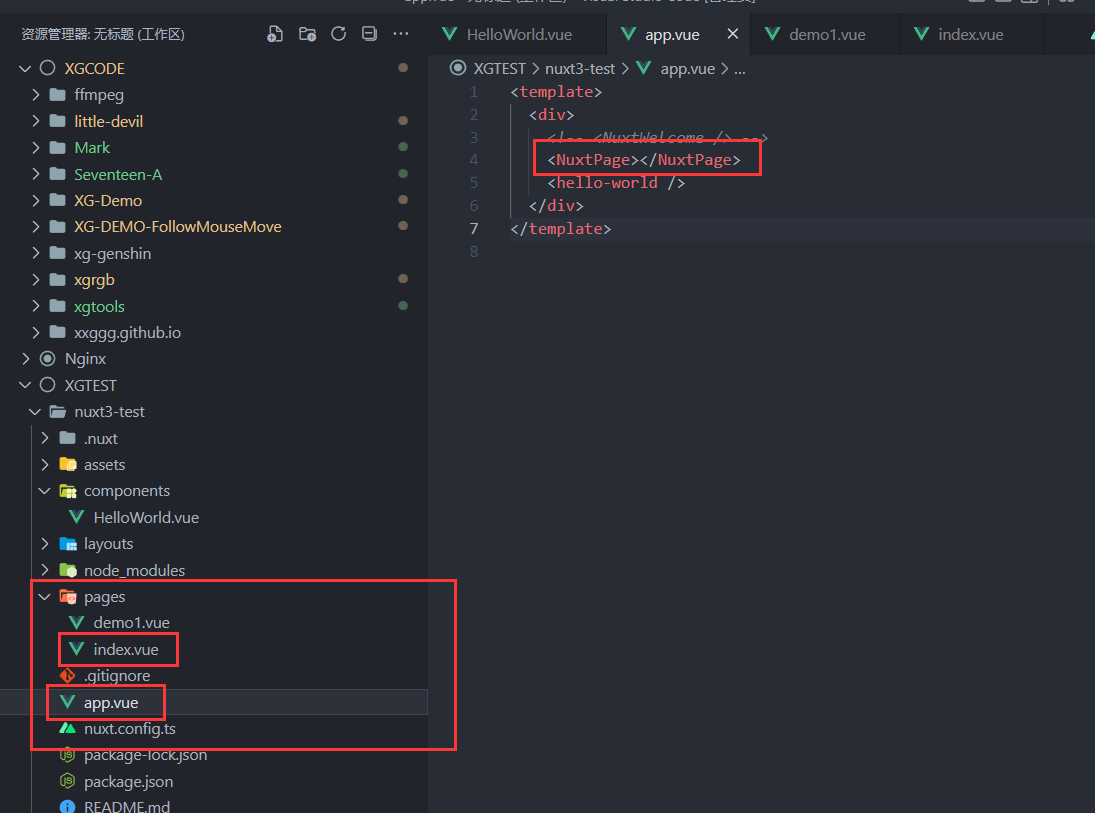 资源管理器: 无标题 (工作区)
XGCODE
ffmpeg
little-devil
Mark
Seventeen-A
XG-Demo
XG-DEMO-FollowMouseMove
xg-genshin
xgrgb
xgtools
xxggg.github.io
Nginx
XGTEST
nuxt3-test
.nuxt
assets
components
HelloWorld.vue
layouts
node_modules
pages
demo1.vue
index.vue
.gitignore
app.vue
nuxt.config.ts
package-lock.json
package.json
README.md
HelloWorld.vue app.vue demo1.vue index.vue
XGTEST > nuxt3-test > app.vue > ...
1 <template>
2 <div>
3 <!-- <NuxtWelcome /> -->
4 <NuxtPage></NuxtPage>
5 <hello-world />
6 </div>
7 </template>
8